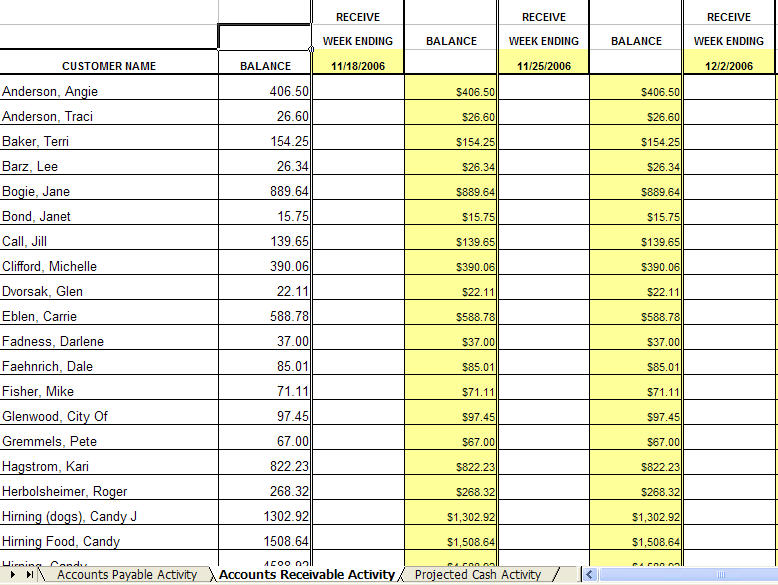 RECEIVE RECEIVE RECEIVE
WEEK ENDING BALANCE WEEK ENDING BALANCE WEEK ENDING
CUSTOMER NAME BALANCE 11/18/2006 11/25/2006 12/2/2006
Anderson, Angie 406.50 $406.50 $406.50
Anderson, Traci 26.60 $26.60 $26.60
Baker, Terri 154.25 $154.25 $154.25
Barz, Lee 26.34 $26.34 $26.34
Bogie, Jane 889.64 $889.64 $889.64
Bond, Janet 15.75 $15.75 $15.75
Call, Jill 139.65 $139.65 $139.65
Clifford, Michelle 390.06 $390.06 $390.06
Dvorsak, Glen 22.11 $22.11 $22.11
Eblen, Carrie 588.78 $588.78 $588.78
Fadness, Darlene 37.00 $37.00 $37.00
Faehnrich, Dale 85.01 $85.01 $85.01
Fisher, Mike 71.11 $71.11 $71.11
Glenwood, City Of 97.45 $97.45 $97.45
Gremmels, Pete 67.00 $67.00 $67.00
Hagstrom, Kari 822.23 $822.23 $822.23
Herbolsheimer, Roger 268.32 $268.32 $268.32
Hirning (dogs), Candy J 1302.92 $1,302.92 $1,302.92
Hirning Food, Candy 1508.64 $1,508.64 $1,508.64
Hirning, Candy
Accounts Payable Activity Accounts Receivable Activity Projected Cash Activity